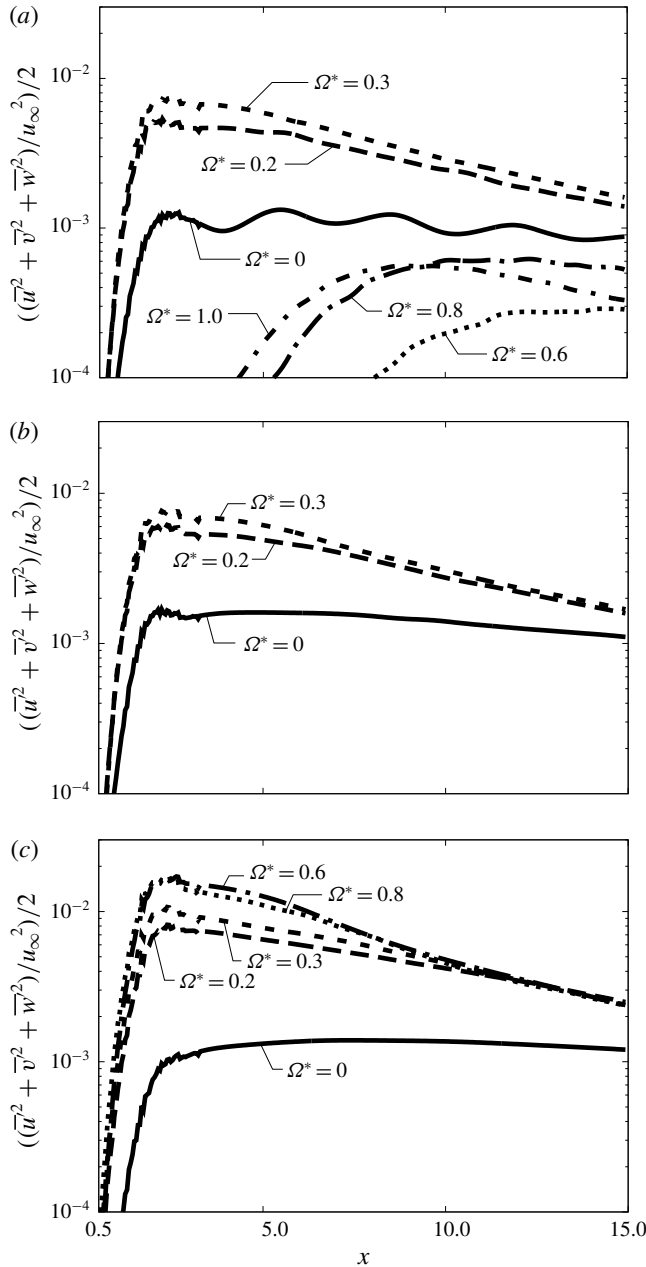 (a)
10⁻²
10⁻³
10⁻⁴
((u̅′² + v̅′² + w̅′²)/u∞²)/2
Ω* = 0.3
Ω* = 0.2
Ω* = 0
Ω* = 1.0
Ω* = 0.8
Ω* = 0.6
(b)
10⁻²
10⁻³
10⁻⁴
((u̅′² + v̅′² + w̅′²)/u∞²)/2
Ω* = 0.3
Ω* = 0.2
Ω* = 0
(c)
10⁻²
10⁻³
10⁻⁴
((u̅′² + v̅′² + w̅′²)/u∞²)/2
Ω* = 0.6
Ω* = 0.8
Ω* = 0.3
Ω* = 0.2
Ω* = 0
0.5 5.0 10.0 15.0
x